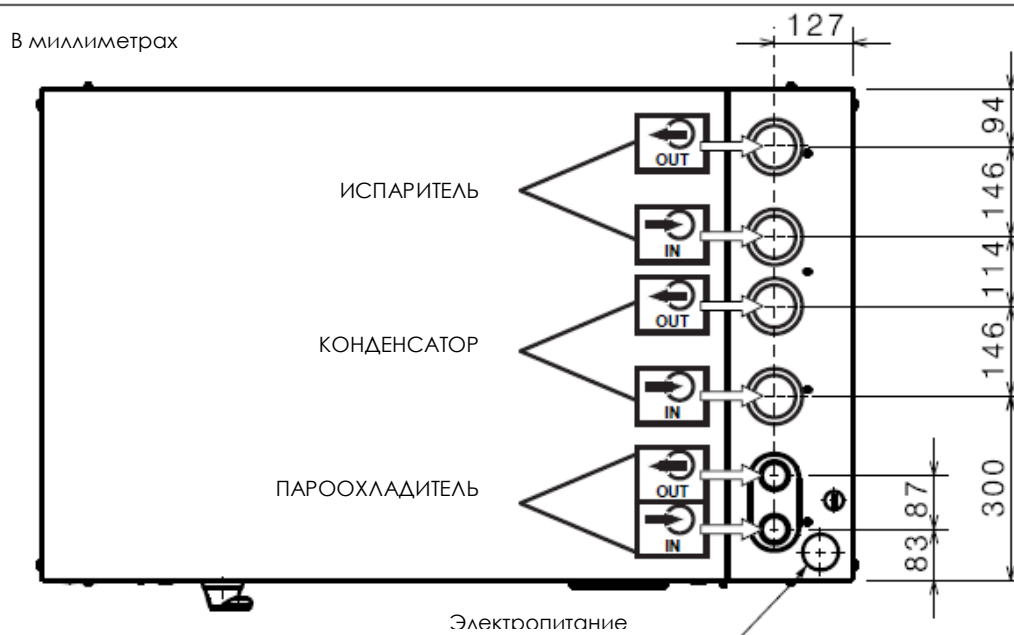 В миллиметрах
127
94
OUT
146
ИСПАРИТЕЛЬ
IN
114
OUT
КОНДЕНСАТОР
146
IN
ПАРООХЛАДИТЕЛЬ
OUT
87
300
IN
83
Электропитание